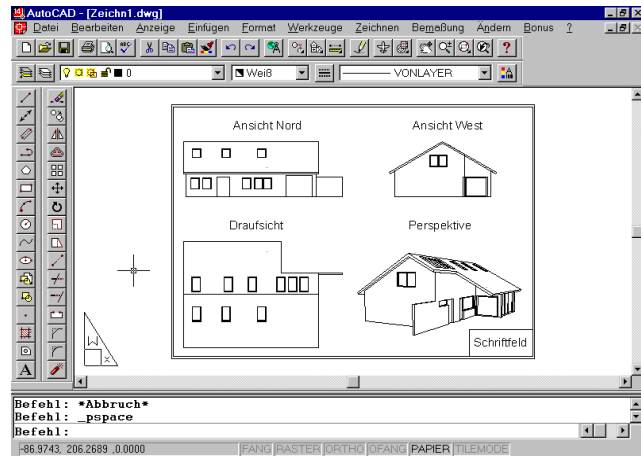 AutoCAD - [Zeichn1.dwg]
Datei Bearbeiten Anzeige Einfügen Format Werkzeuge Zeichnen Bemaßung Ändern Bonus ?
0 Weiß VONLAYER
Ansicht Nord Ansicht West
Draufsicht Perspektive
Schriftfeld
W
X
A
Befehl: *Abbruch*
Befehl: _pspace
Befehl:
-86.9743, 206.2689 ,0.0000 FANG RASTER ORTHO OFANG PAPIER TILEMODE